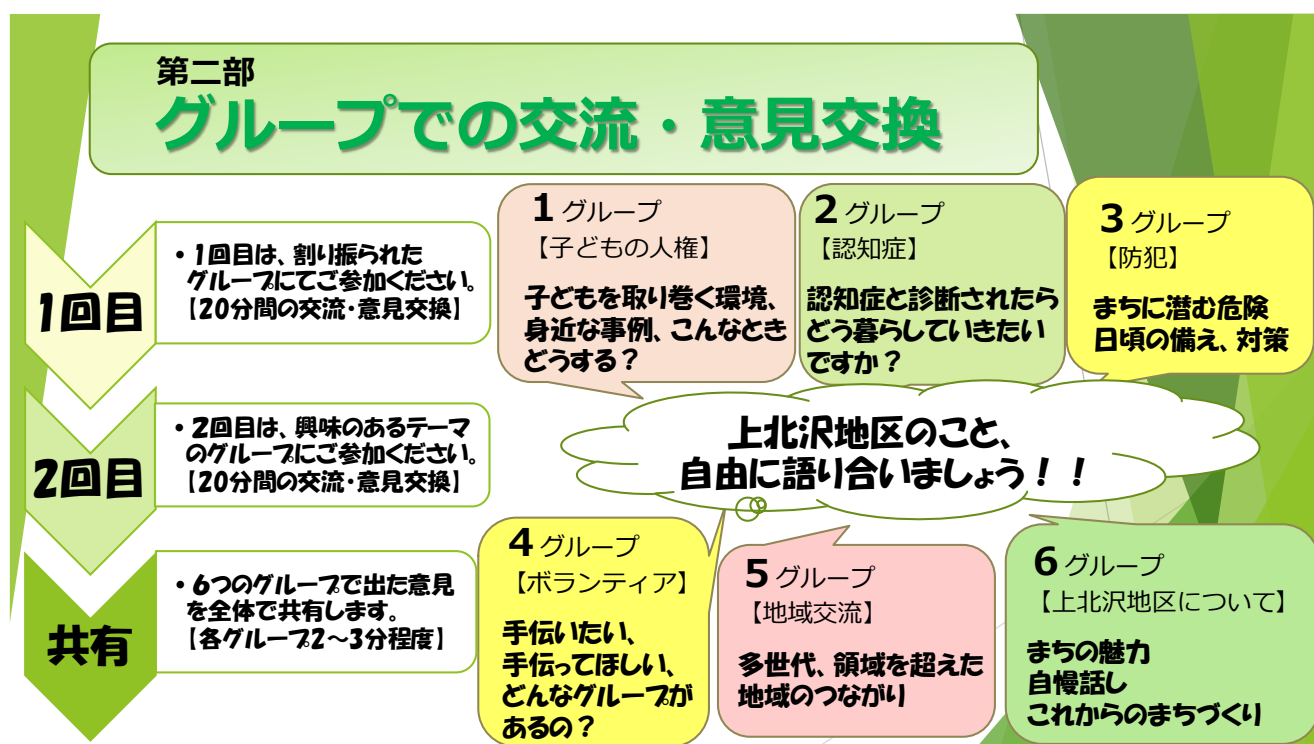 第二部
グループでの交流・意見交換
1回目
・1回目は、割り振られた
グループにてご参加ください。
【20分間の交流・意見交換】
2回目
・2回目は、興味のあるテーマ
のグループにご参加ください。
【20分間の交流・意見交換】
共有
・6つのグループで出た意見
を全体で共有します。
【各グループ2~3分程度】
1グループ
【子どもの人権】
子どもを取り巻く環境、
身近な事例、こんなとき
どうする?
2グループ
【認知症】
認知症と診断されたら
どう暮らしていきたい
ですか?
3グループ
【防犯】
まちに潜む危険
日頃の備え、対策
上北沢地区のこと、
自由に語り合いましょう!!
4グループ
【ボランティア】
手伝いたい、
手伝ってほしい、
どんなグループが
あるの?
5グループ
【地域交流】
多世代、領域を超えた
地域のつながり
6グループ
【上北沢地区について】
まちの魅力
自慢話し
これからのまちづくり